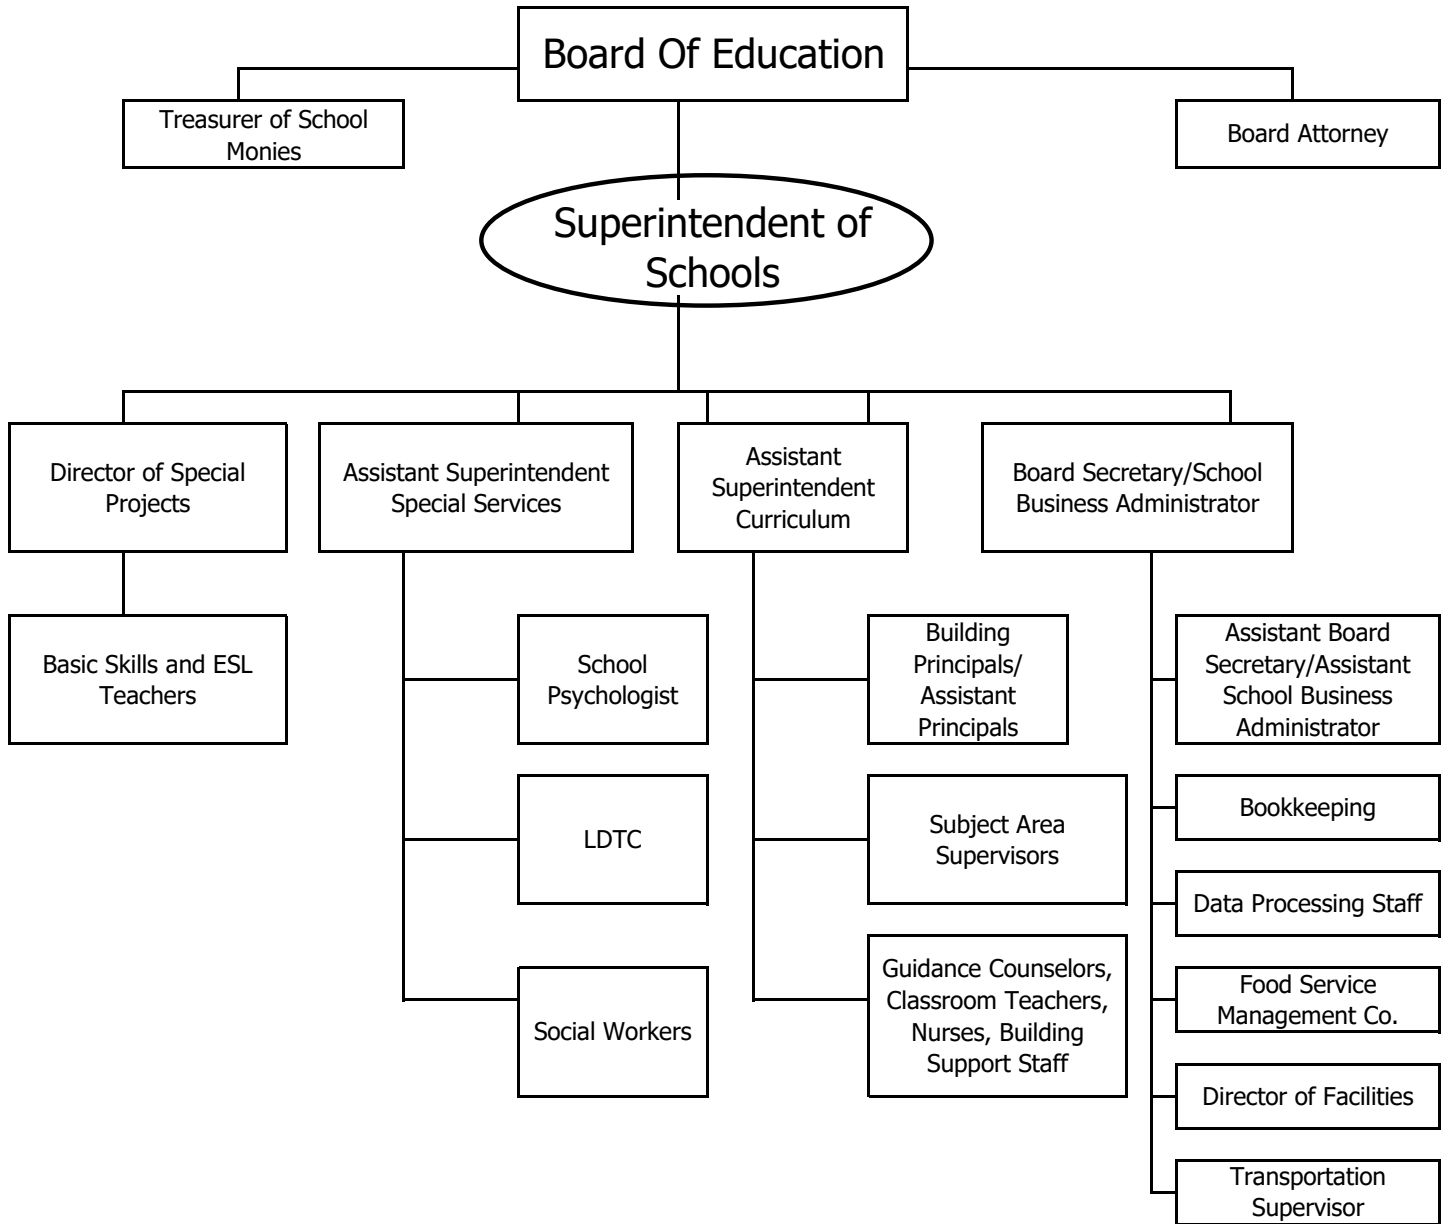 Board Of Education
Treasurer of School
Monies
Board Attorney
Superintendent of
Schools
Director of Special
Projects
Assistant Superintendent
Special Services
Assistant
Superintendent
Curriculum
Board Secretary/School
Business Administrator
Basic Skills and ESL
Teachers
School
Psychologist
Building
Principals/
Assistant
Principals
Assistant Board
Secretary/Assistant
School Business
Administrator
LDTC
Subject Area
Supervisors
Bookkeeping
Data Processing Staff
Social Workers
Guidance Counselors,
Classroom Teachers,
Nurses, Building
Support Staff
Food Service
Management Co.
Director of Facilities
Transportation
Supervisor